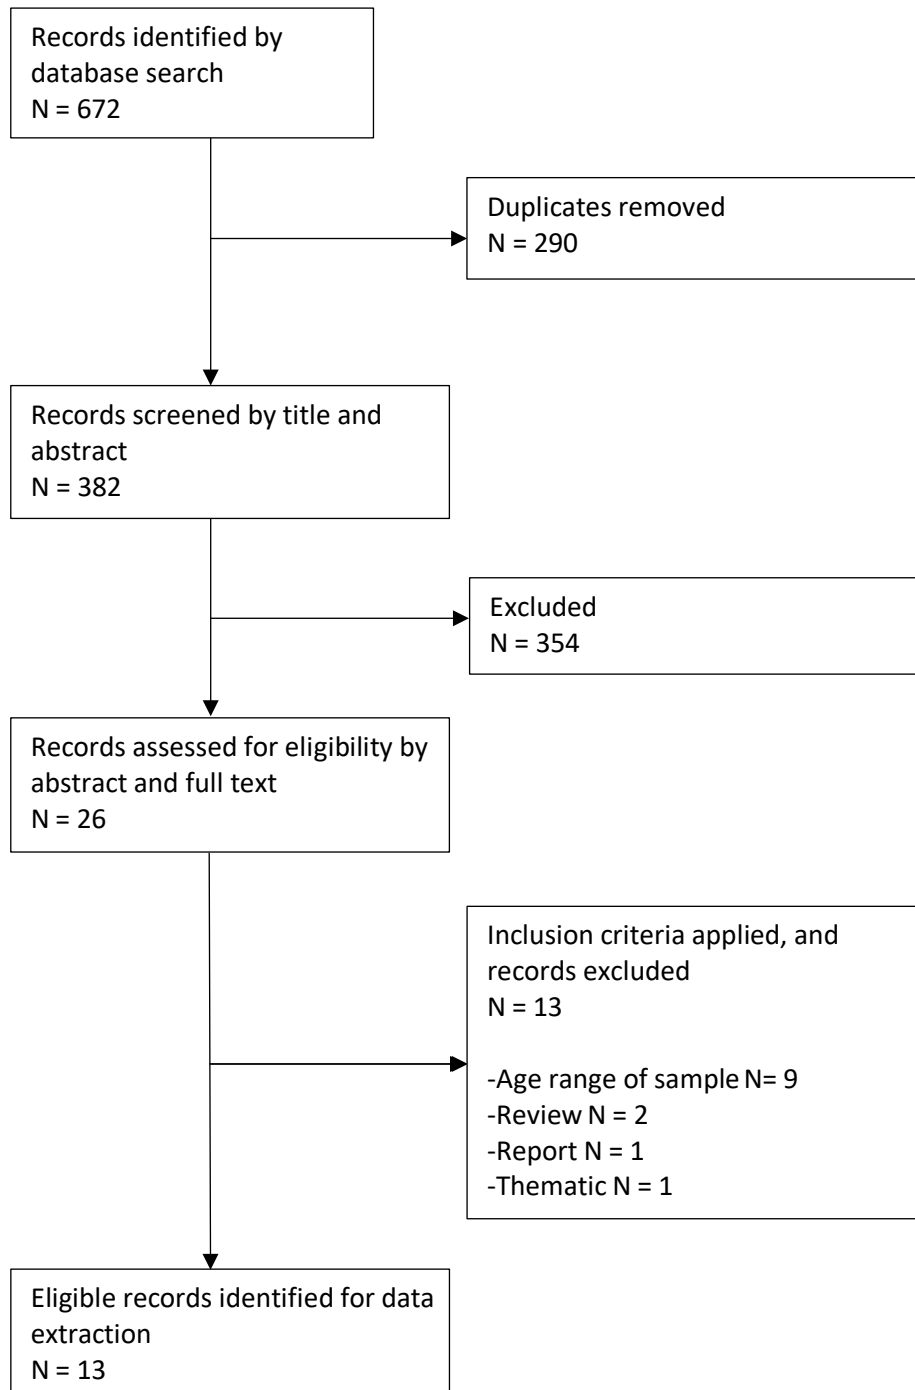 Records identified by
database search
N = 672
Duplicates removed
N = 290
Records screened by title and
abstract
N = 382
Excluded
N = 354
Records assessed for eligibility by
abstract and full text
N = 26
Inclusion criteria applied, and
records excluded
N = 13
-Age range of sample N= 9
-Review N = 2
-Report N = 1
-Thematic N = 1
Eligible records identified for data
extraction
N = 13